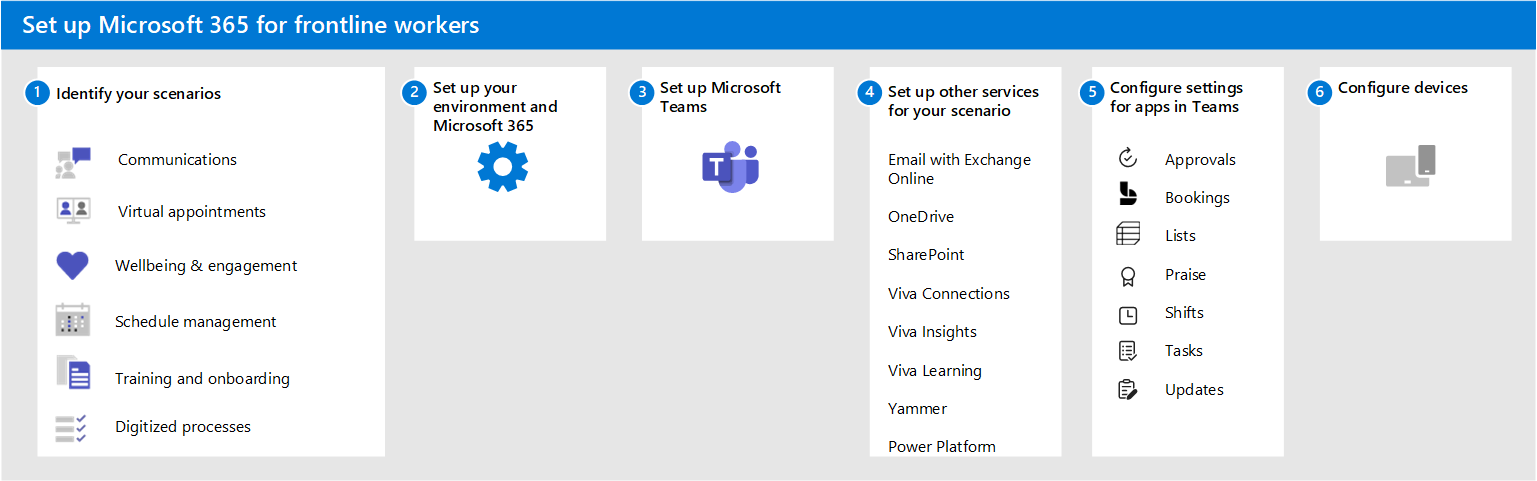 Set up Microsoft 365 for frontline workers
1
Identify your scenarios
Communications
Virtual appointments
Wellbeing & engagement
Schedule management
Training and onboarding
Digitized processes
2
Set up your
environment and
Microsoft 365
3
Set up Microsoft
Teams
T
4
Set up other services
for your scenario
Email with Exchange
Online
OneDrive
SharePoint
Viva Connections
Viva Insights
Viva Learning
Yammer
Power Platform
5
Configure settings
for apps in Teams
Approvals
Bookings
Lists
Praise
Shifts
Tasks
Updates
6
Configure devices